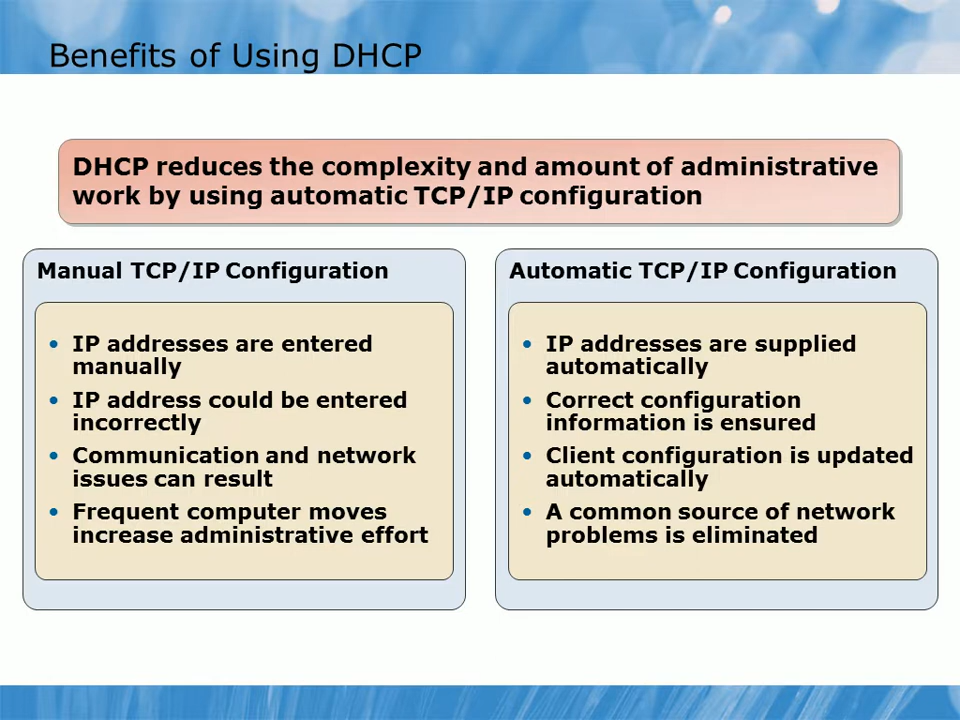 Benefits of Using DHCP
DHCP reduces the complexity and amount of administrative
work by using automatic TCP/IP configuration
Manual TCP/IP Configuration
• IP addresses are entered
manually
• IP address could be entered
incorrectly
• Communication and network
issues can result
• Frequent computer moves
increase administrative effort
Automatic TCP/IP Configuration
• IP addresses are supplied
automatically
• Correct configuration
information is ensured
• Client configuration is updated
automatically
• A common source of network
problems is eliminated